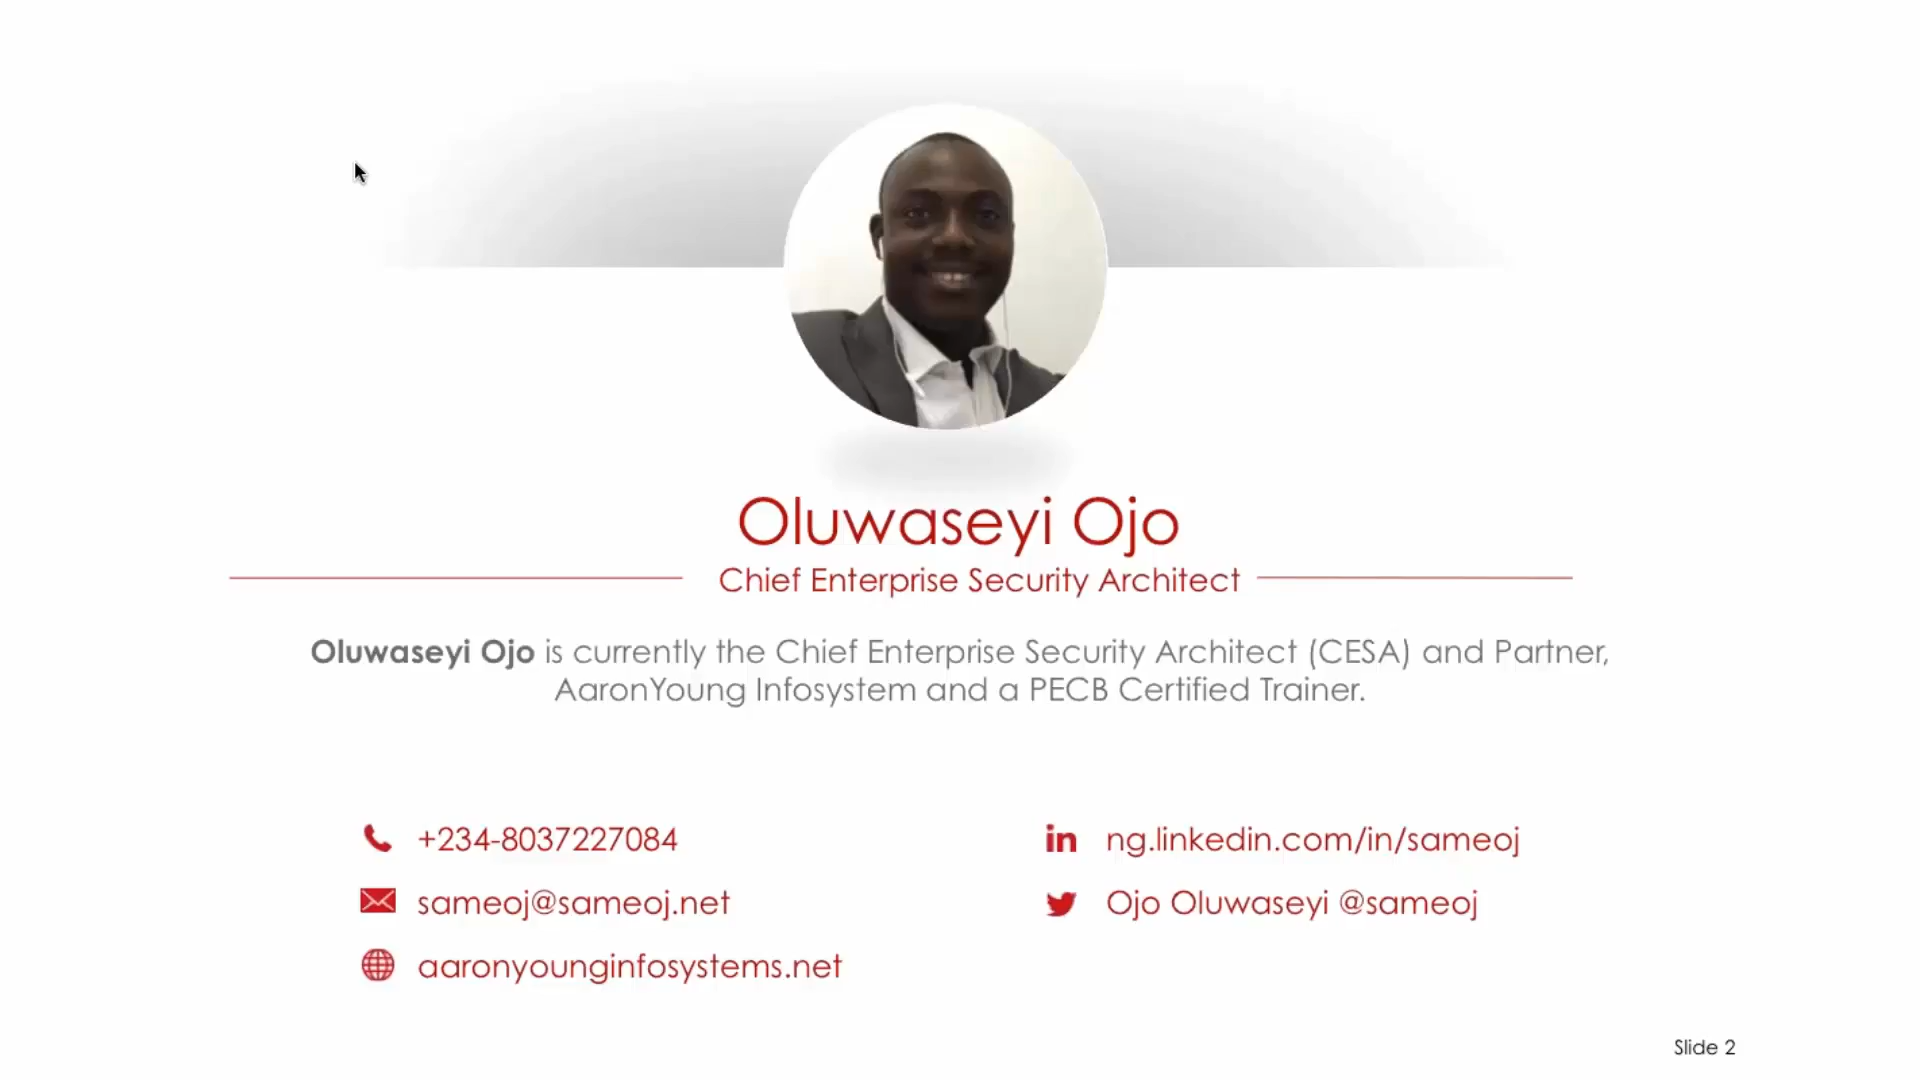 Oluwaseyi Ojo
Chief Enterprise Security Architect
Oluwaseyi Ojo is currently the Chief Enterprise Security Architect (CESA) and Partner,
AaronYoung Infosystem and a PECB Certified Trainer.
+234-8037227084
sameoj@sameoj.net
aaronyounginfosystems.net
in ng.linkedin.com/in/sameoj
Ojo Oluwaseyi @sameoj
Slide 2